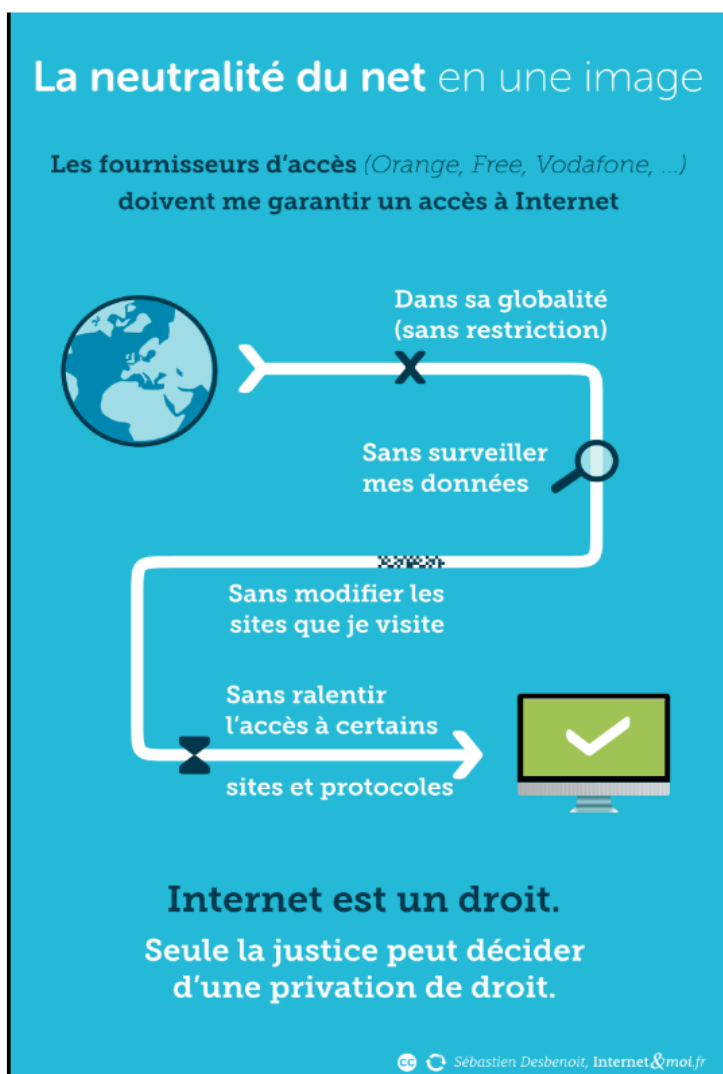 La neutralité du net en une image
Les fournisseurs d'accès (Orange, Free, Vodafone, ...)
doivent me garantir un accès à Internet
Dans sa globalité
(sans restriction)
Sans surveiller
mes données
Sans modifier les
sites que je visite
Sans ralentir
l'accès à certains
sites et protocoles
Internet est un droit.
Seule la justice peut décider
d'une privation de droit.
cc Sébastien Desbenoit, Internet&moi.fr